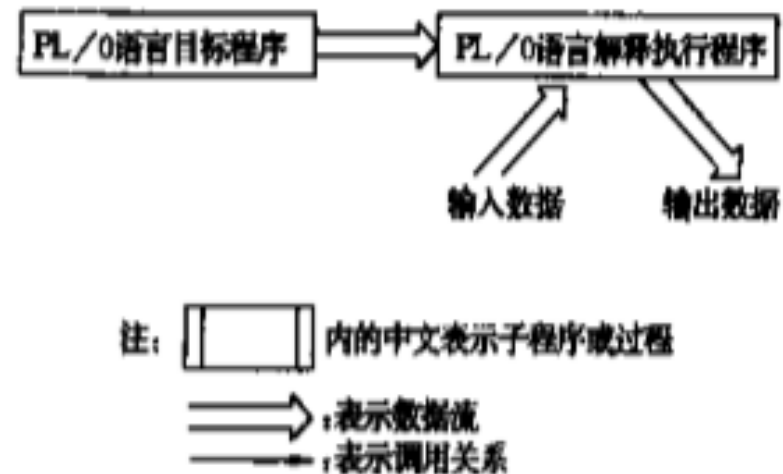 PL／0语言目标程序
PL／0语言解释执行程序
输入数据
输出数据
注：
内的中文表示子程序或过程
：表示数据流
：表示调用关系